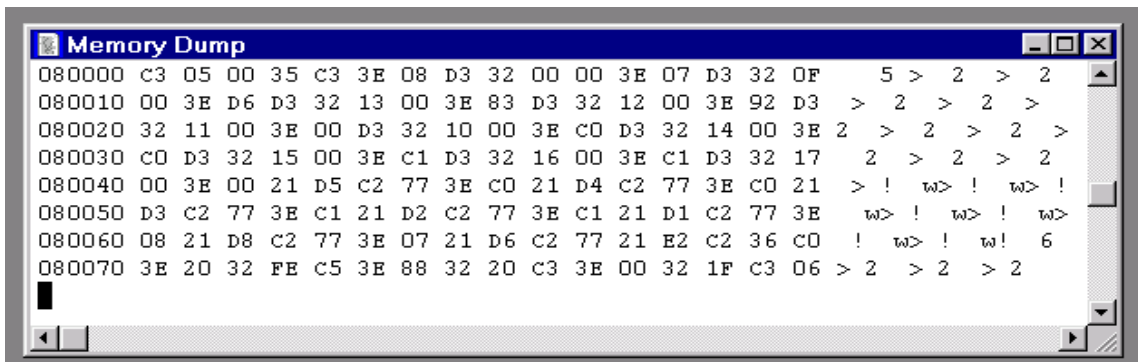 Memory Dump
080000 C3 05 00 35 C3 3E 08 D3 32 00 00 3E 07 D3 32 0F 5 > 2 > 2
080010 00 3E D6 D3 32 13 00 3E 83 D3 32 12 00 3E 92 D3 > 2 > 2 >
080020 32 11 00 3E 00 D3 32 10 00 3E C0 D3 32 14 00 3E 2 > 2 > 2 >
080030 C0 D3 32 15 00 3E C1 D3 32 16 00 3E C1 D3 32 17 2 > 2 > 2
080040 00 3E 00 21 D5 C2 77 3E C0 21 D4 C2 77 3E C0 21 > ! w> ! w> !
080050 D3 C2 77 3E C1 21 D2 C2 77 3E C1 21 D1 C2 77 3E w> ! w> ! w>
080060 08 21 D8 C2 77 3E 07 21 D6 C2 77 21 E2 C2 36 C0 ! w> ! w! 6
080070 3E 20 32 FE C5 3E 88 32 20 C3 3E 00 32 1F C3 06 > 2 > 2 > 2